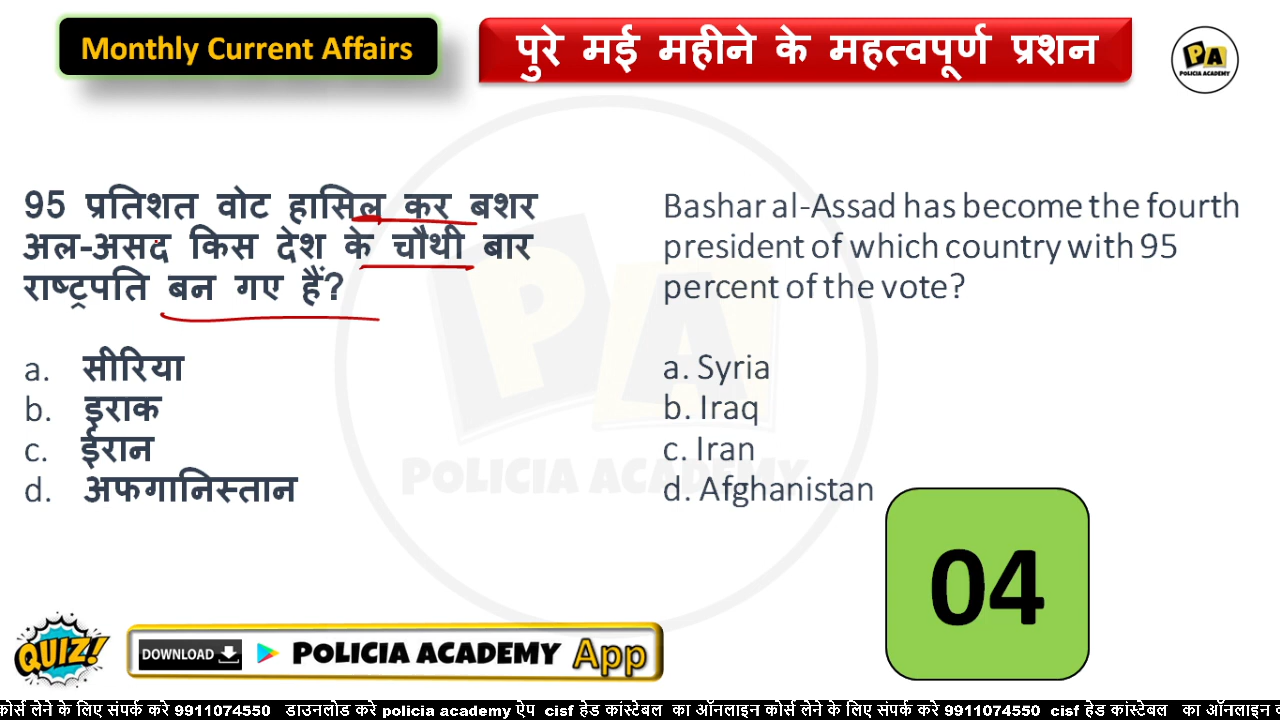 Monthly Current Affairs
पुरे मई महीने के महत्वपूर्ण प्रशन
PA
POLICIA ACADEMY
95 प्रतिशत वोट हासिल कर बशर
अल-असद किस देश के चौथी बार
राष्ट्रपति बन गए हैं?
a. सीरिया
b. इराक
c. ईरान
d. अफगानिस्तान
Bashar al-Assad has become the fourth
president of which country with 95
percent of the vote?
a. Syria
b. Iraq
c. Iran
d. Afghanistan
PA
POLICIA ACADEMY
04
QUIZ!
DOWNLOAD POLICIA ACADEMY App
कोर्स लेने के लिए संपर्क करे 9911074550 डाउनलोड करे policia academy ऐप cisf हेड कांस्टेबल का ऑनलाइन कोर्स लेने के लिए संपर्क करे 9911074550 cisf हेड कांस्टेबल का ऑनलाइन